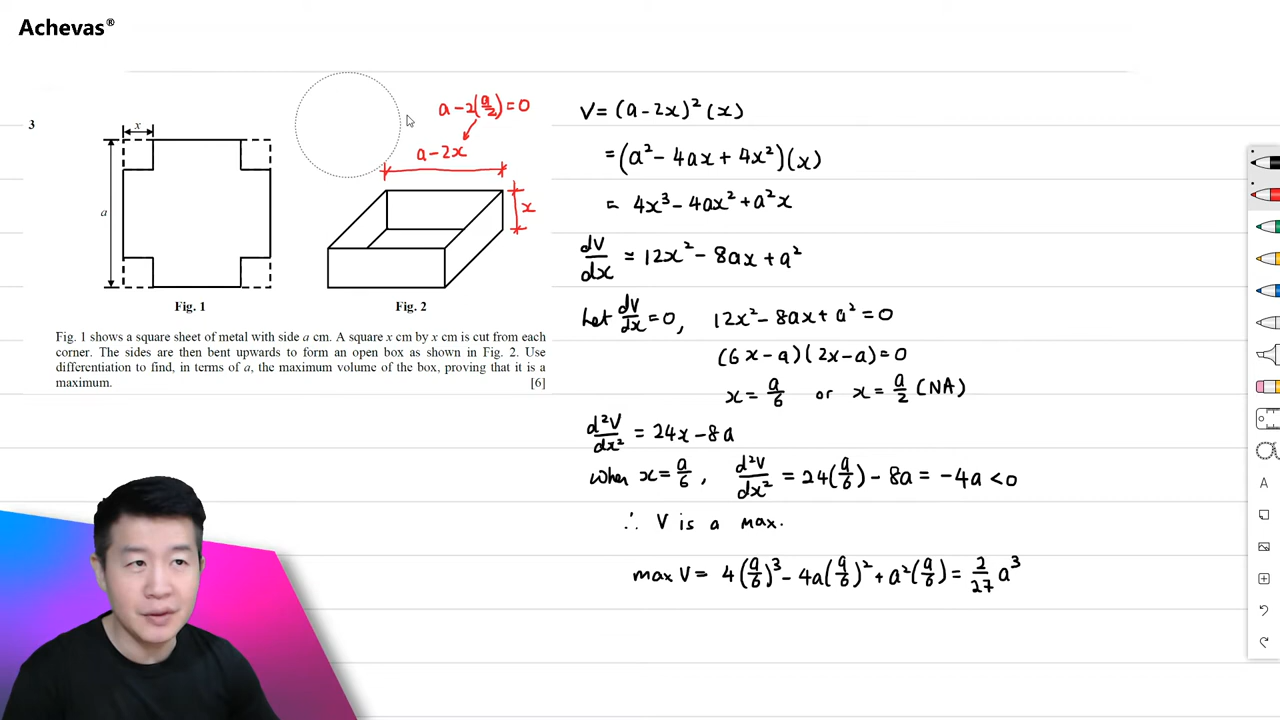 Achevas®
3
x
a
Fig. 1
a - 2(a/2) = 0
a - 2x
x
Fig. 2
Fig. 1 shows a square sheet of metal with side a cm. A square x cm by x cm is cut from each
corner. The sides are then bent upwards to form an open box as shown in Fig. 2. Use
differentiation to find, in terms of a, the maximum volume of the box, proving that it is a
maximum. [6]
V = (a - 2x)² (x)
= (a² - 4ax + 4x²)(x)
= 4x³ - 4ax² + a²x
dV/dx = 12x² - 8ax + a²
Let dV/dx = 0, 12x² - 8ax + a² = 0
(6x - a)(2x - a) = 0
x = a/6 or x = a/2 (NA)
d²V/dx² = 24x - 8a
When x = a/6, d²V/dx² = 24(a/6) - 8a = -4a < 0
∴ V is a max.
max V = 4(a/6)³ - 4a(a/6)² + a²(a/6) = 2/27 a³
A